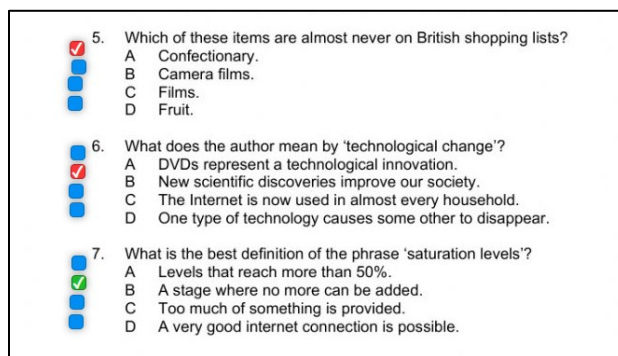 5. Which of these items are almost never on British shopping lists?
A Confectionary.
B Camera films.
C Films.
D Fruit.
6. What does the author mean by ‘technological change’?
A DVDs represent a technological innovation.
B New scientific discoveries improve our society.
C The Internet is now used in almost every household.
D One type of technology causes some other to disappear.
7. What is the best definition of the phrase ‘saturation levels’?
A Levels that reach more than 50%.
B A stage where no more can be added.
C Too much of something is provided.
D A very good internet connection is possible.